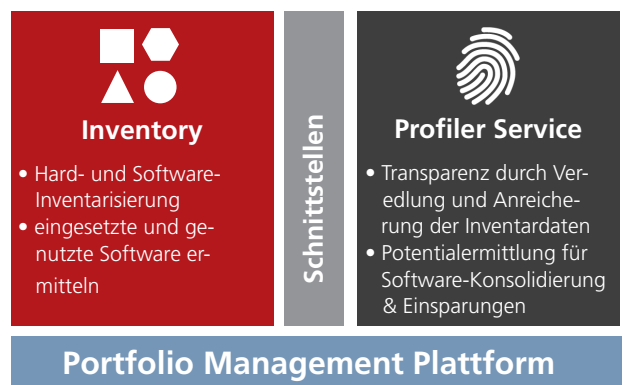 Inventory
• Hard- und Software-
Inventarisierung
• eingesetzte und ge-
nutzte Software er-
mitteln
Schnittstellen
Profiler Service
• Transparenz durch Ver-
edlung und Anreiche-
rung der Inventardaten
• Potentialermittlung für
Software-Konsolidierung
& Einsparungen
Portfolio Management Plattform